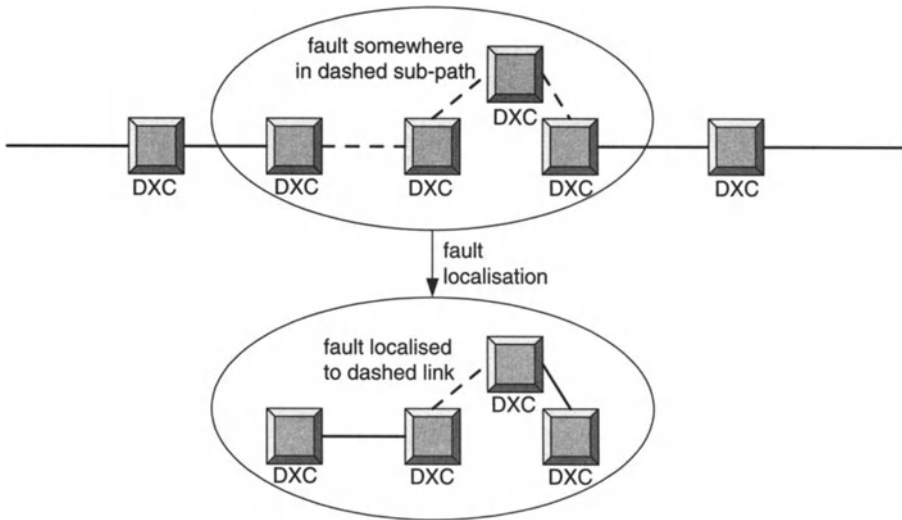 fault somewhere
in dashed sub-path
DXC
DXC
DXC
DXC
DXC
DXC
fault
localisation
fault localised
to dashed link
DXC
DXC
DXC
DXC